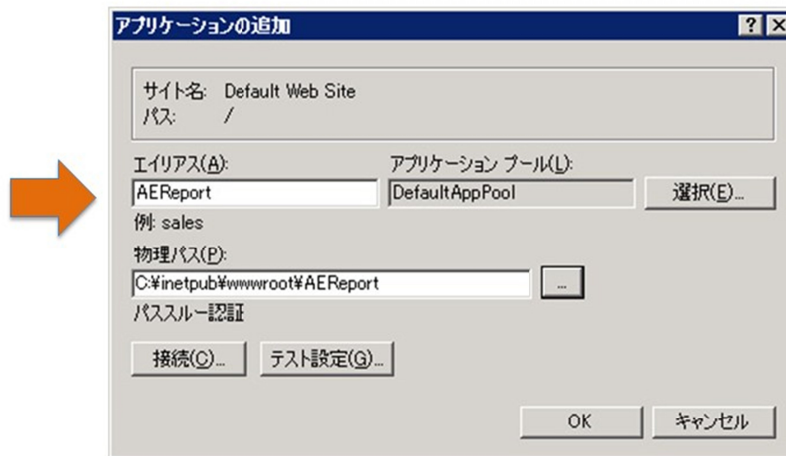 アプリケーションの追加
サイト名: Default Web Site
パス: /
エイリアス(A): アプリケーション プール(L):
AEReport DefaultAppPool 選択(E)...
例: sales
物理パス(P):
C:¥inetpub¥wwwroot¥AEReport ...
パススルー認証
接続(C)... テスト設定(G)...
OK キャンセル